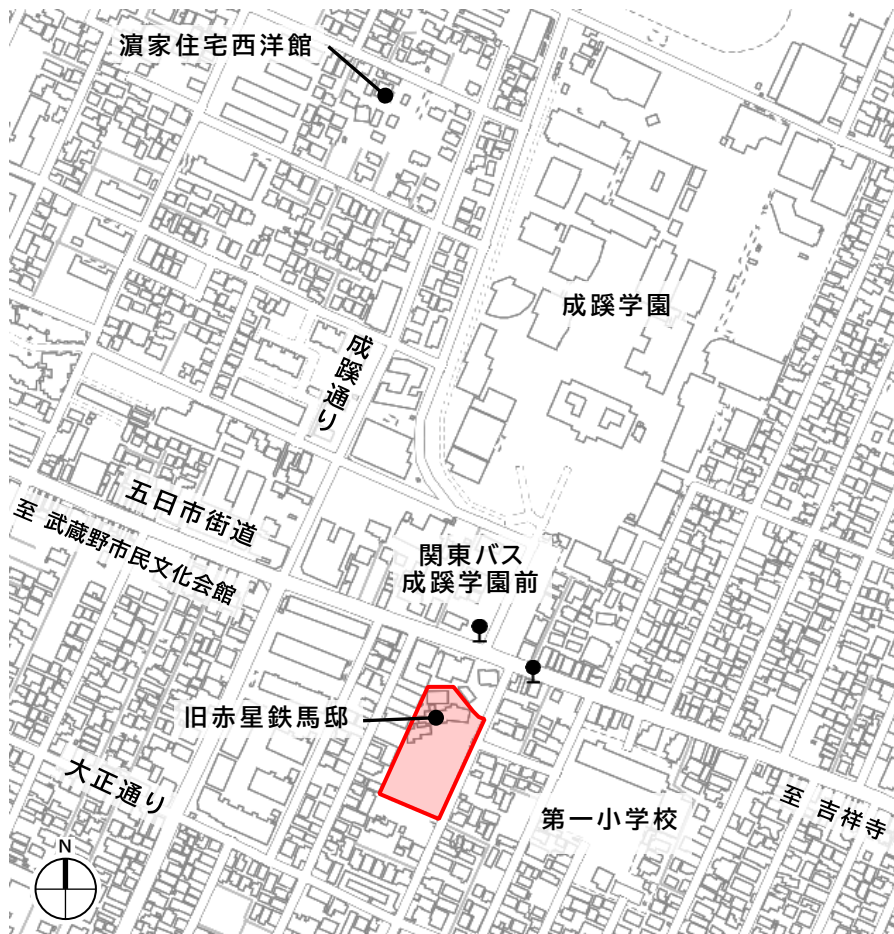 濵家住宅西洋館
成蹊学園
成蹊通り
五日市街道
至 武蔵野市民文化会館
関東バス
成蹊学園前
旧赤星鉄馬邸
大正通り
第一小学校
至 吉祥寺
N